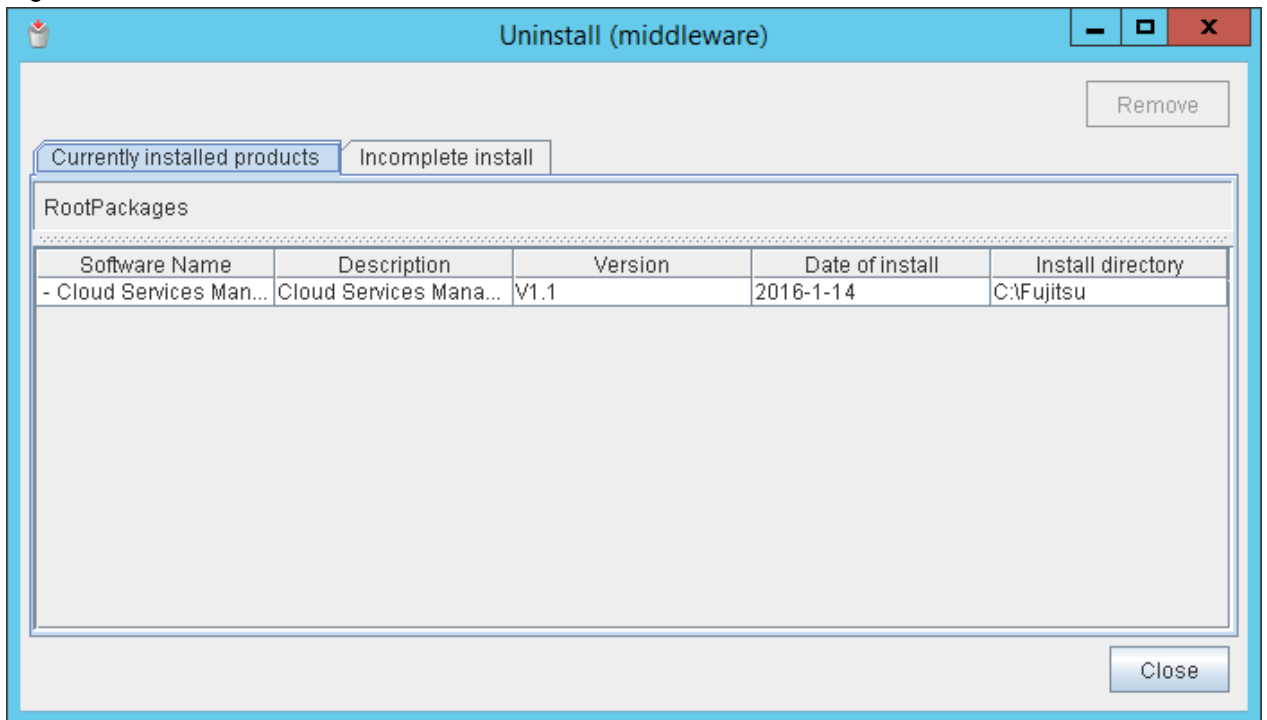 Uninstall (middleware)
Remove
Currently installed products Incomplete install
RootPackages
Software Name Description Version Date of install Install directory
- Cloud Services Man... Cloud Services Mana... V1.1 2016-1-14 C:\Fujitsu
Close